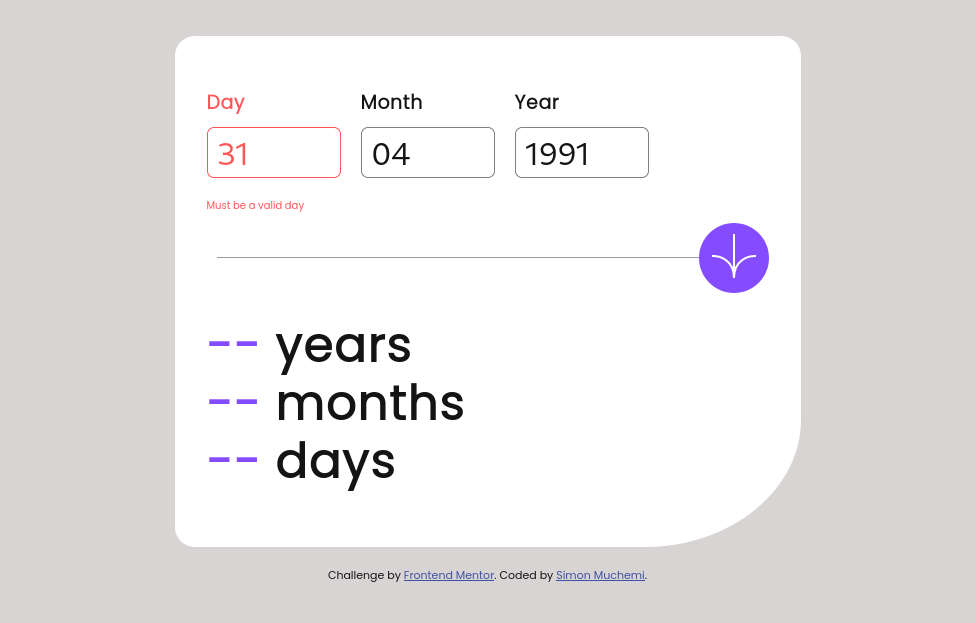 Day Month Year
31 04 1991
Must be a valid day
-- years
-- months
-- days
Challenge by Frontend Mentor. Coded by Simon Muchemi.